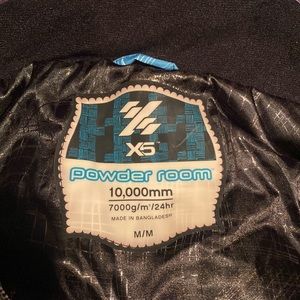 X5
powder room
10,000mm
7000g/m²/24hr
MADE IN BANGLADESH
M/M